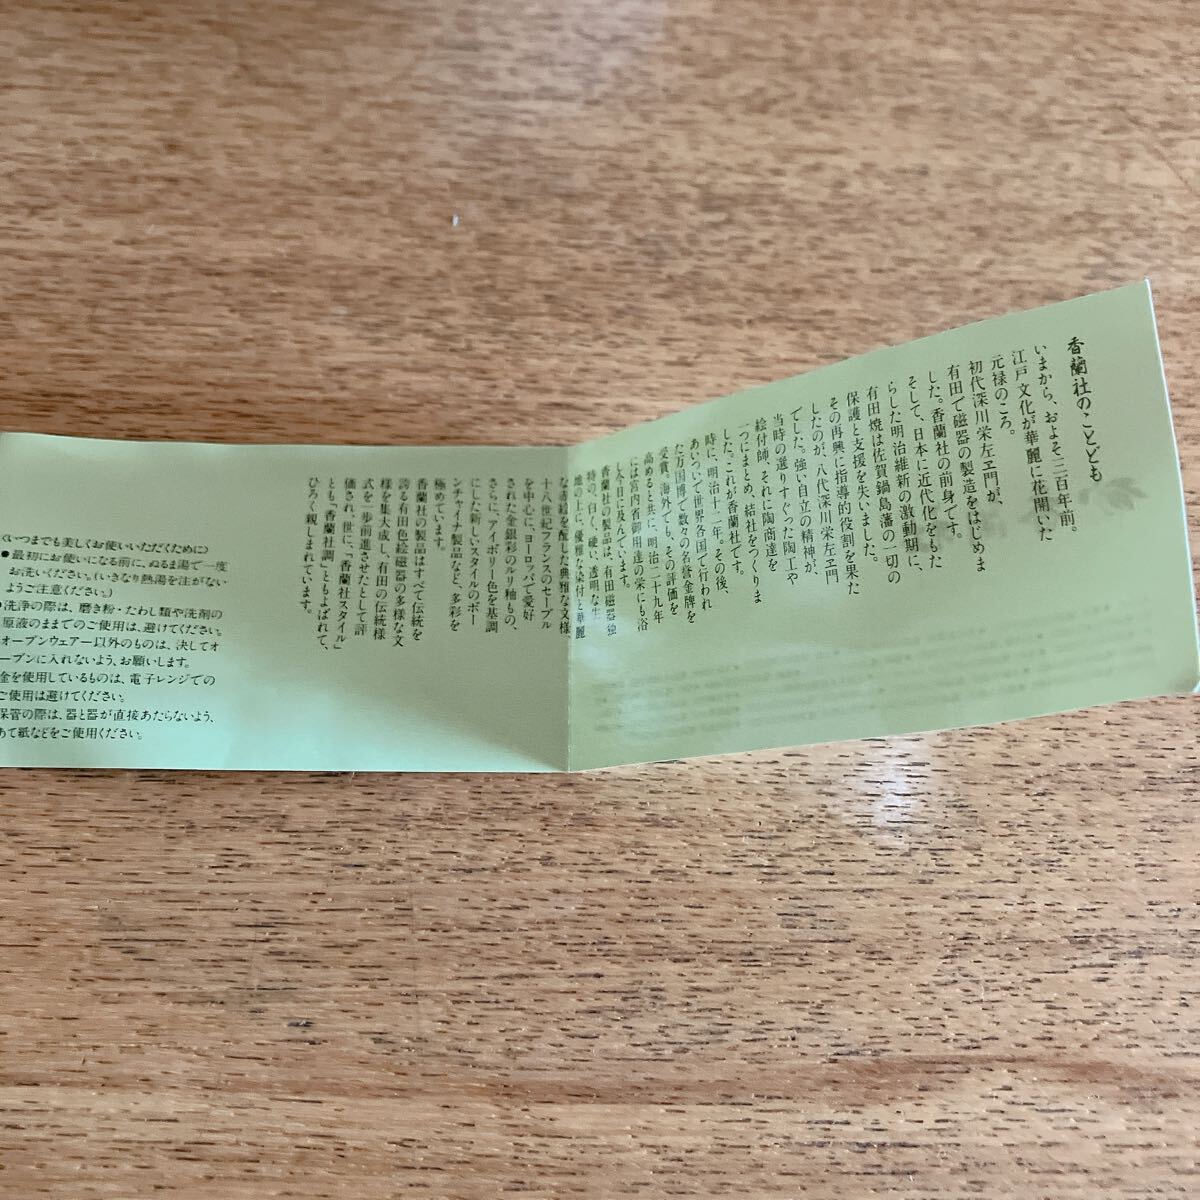 香蘭社のことども
いまから、およそ三百年前。
江戸文化が華麗に花開いた
元禄のころ。
初代深川栄左ヱ門が、
有田で磁器の製造をはじめま
した。香蘭社の前身です。
そして、日本に近代化をもた
らした明治維新の激動期に、
有田焼は佐賀鍋島藩の一切の
保護と支援を失いました。
その再興に指導的役割を果た
したのが、八代深川栄左ヱ門
でした。強い自立の精神が、
当時の選りすぐった陶工や
絵付師、それに陶商達を
一つにまとめ、結社をつくりま
した。これが香蘭社です。
時に、明治十二年。その後、
あいついで世界各国で行われ
た万国博で数々の名誉金牌を
受賞、海外でも、その評価を
高めると共に、明治二十九年
には宮内省御用達の栄にも浴
し今日に及んでいます。
香蘭社の製品は、有田磁器独
特の、白く、硬い、透明な生
地の上に、優雅な染付と華麗
な赤絵を配した典雅な文様、
十八世紀フランスのセーブル
を中心に、ヨーロッパで愛好
された金銀彩のルリ釉もの、
さらに、アイボリー色を基調
にした新しいスタイルのボー
ンチャイナ製品など、多彩を
極めています。
香蘭社の製品はすべて伝統を
誇る有田色絵磁器の多様な文
様を集大成し、有田の伝統様
式を一歩前進させたとして評
価され、世に、「香蘭社スタイル」
とも「香蘭社調」ともよばれて、
ひろく親しまれています。
〈いつまでも美しくお使いいただくために〉
●最初にお使いになる前に、ぬるま湯で一度
お洗いください。(いきなり熱湯を注がない
ようご注意ください。)
●洗浄の際は、磨き粉・たわし類や洗剤の
原液のままでのご使用は、避けてください。
オーブンウェアー以外のものは、決してオ
ーブンに入れないよう、お願いします。
金を使用しているものは、電子レンジでの
ご使用は避けてください。
保管の際は、器と器が直接あたらないよう、
あて紙などをご使用ください。